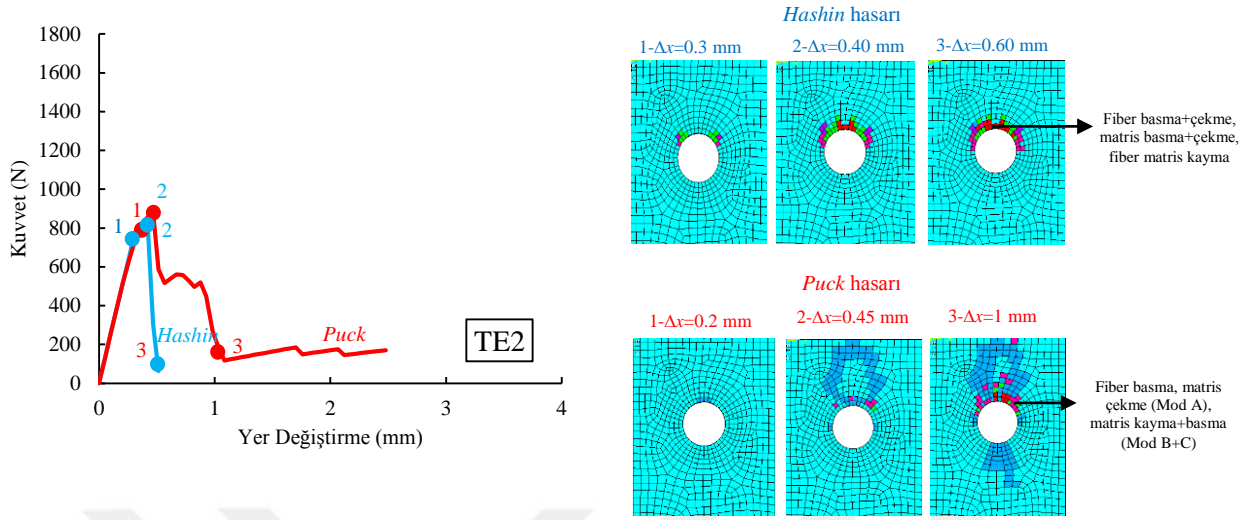 1800
1600
1400
1200
1000
800
600
400
200
0
Kuvvet (N)
0
1
2
3
4
Yer Değiştirme (mm)
1
1
2
2
3
3
Hashin
Puck
TE2
Hashin hasarı
1-Δx=0.3 mm
2-Δx=0.40 mm
3-Δx=0.60 mm
Fiber basma+çekme,
matris basma+çekme,
fiber matris kayma
Puck hasarı
1-Δx=0.2 mm
2-Δx=0.45 mm
3-Δx=1 mm
Fiber basma, matris
çekme (Mod A),
matris kayma+basma
(Mod B+C)